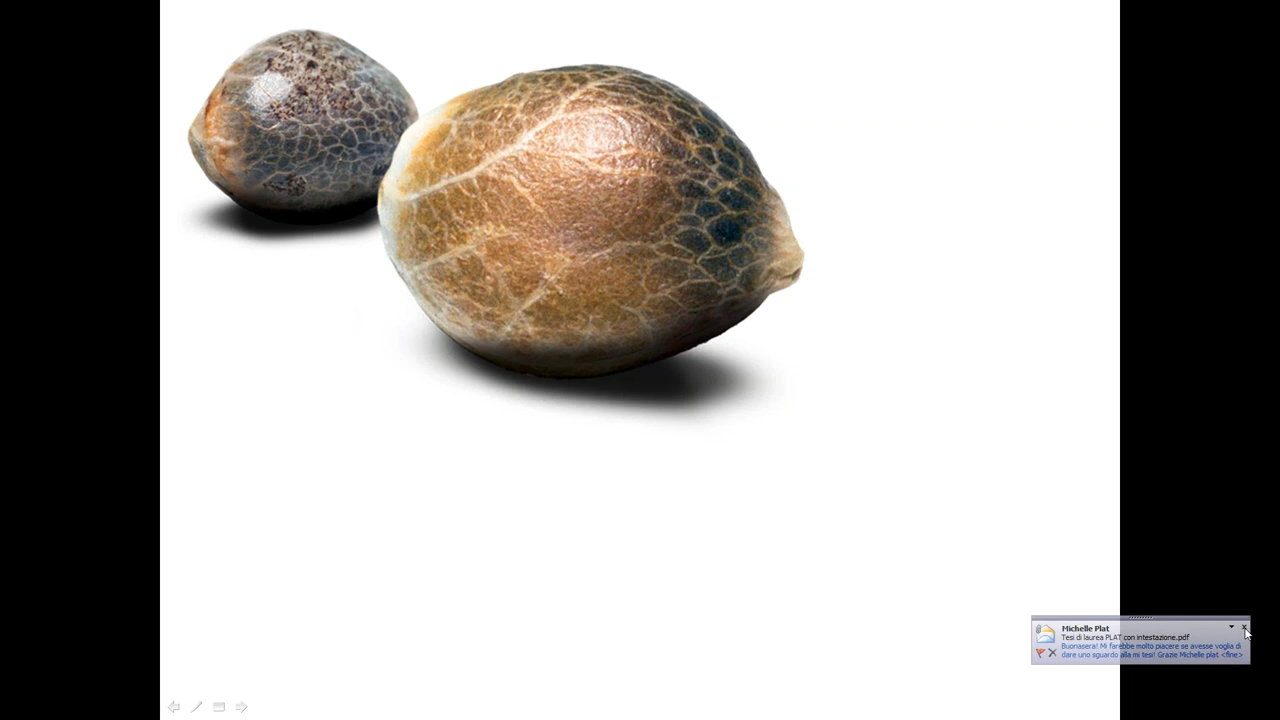 Michelle Plat
Tesi di laurea PLAT con intestazione.pdf
Buonasera! Mi farebbe molto piacere se avesse voglia di
dare uno sguardo alla mi tesi! Grazie Michelle plat <fine>